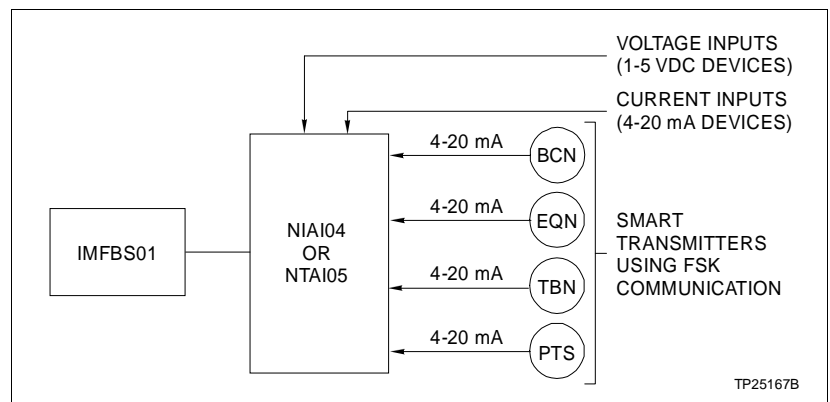 VOLTAGE INPUTS
(1-5 VDC DEVICES)
CURRENT INPUTS
(4-20 mA DEVICES)
4-20 mA
BCN
4-20 mA
EQN
IMFBS01
NIAI04
OR
NTAI05
SMART
TRANSMITTERS
USING FSK
COMMUNICATION
4-20 mA
TBN
4-20 mA
PTS
TP25167B